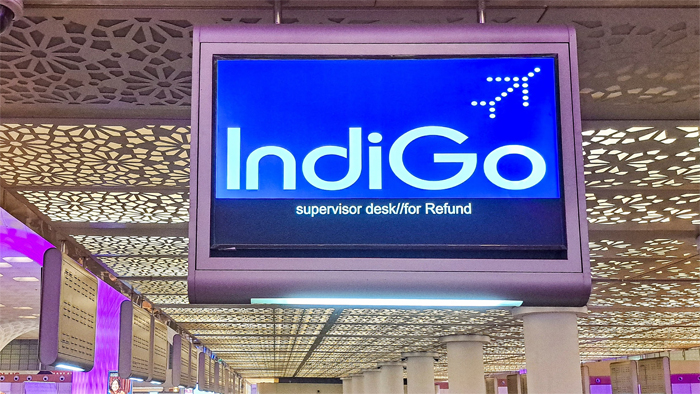 IndiGo
supervisor desk//for Refund